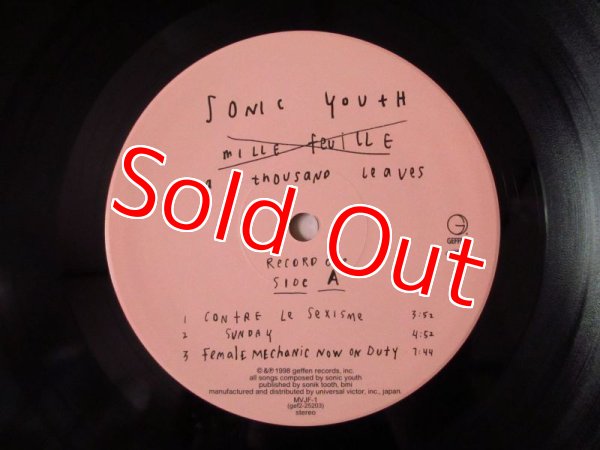 SONIC YOUTH
MILLE FEUILLE
THOUSAND LEAVES
Sold Out
RECORD
SIDE A
1 CONTRE LE SEXISME 3:52
2 SUNDAY 4:52
3 FEMALE MECHANIC NOW ON DUTY 7:44
©&℗1998 geffen records, inc.
all songs composed by sonic youth
published by sonik tooth, bmi
manufactured and distributed by universal victor, inc., japan.
MVJF-1
(gef2-25203)
stereo